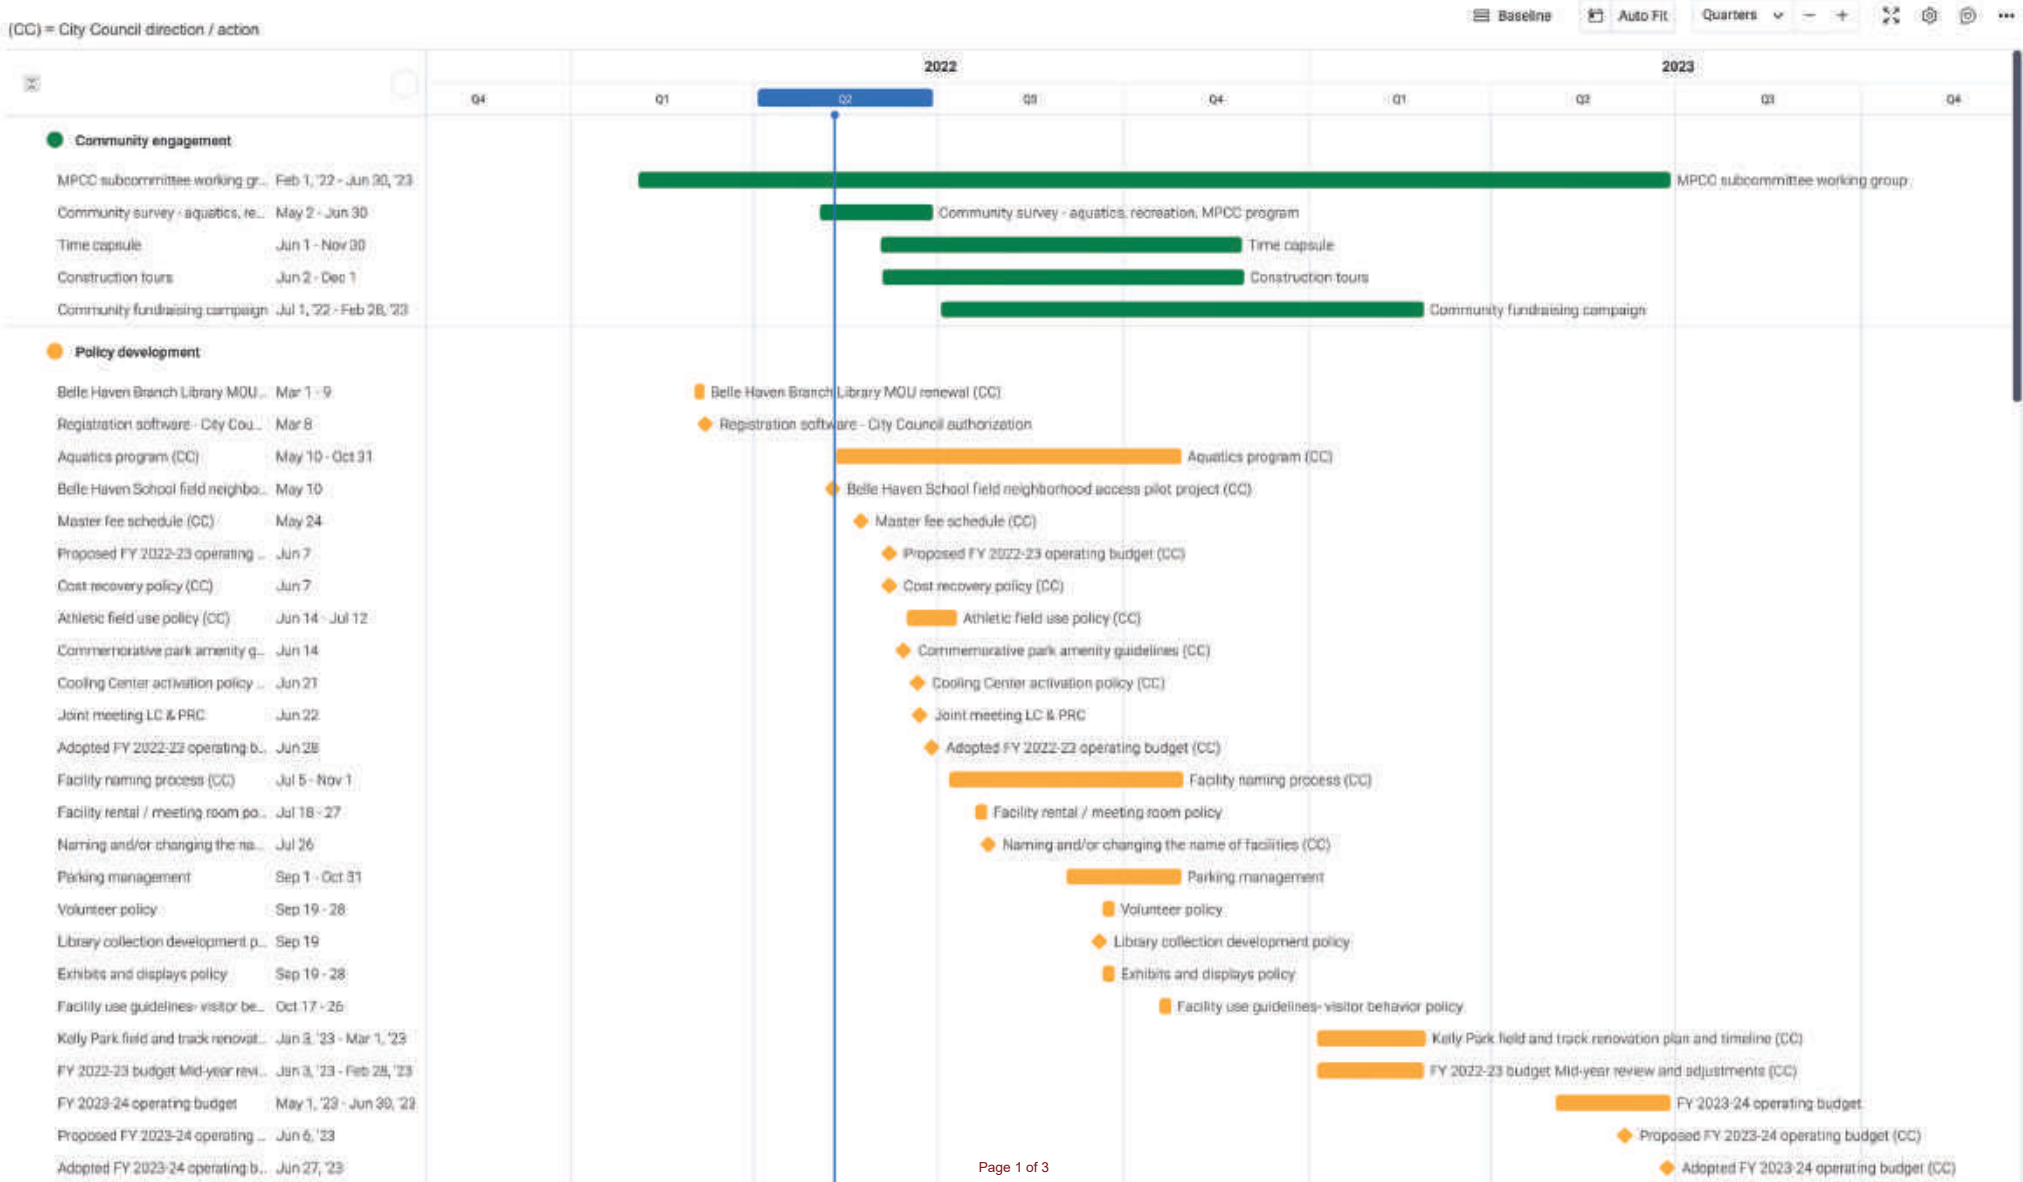 Baseline Auto Fit Quarters
(CC) = City Council direction / action
2022 2023
Q4 Q1 Q2 Q3 Q4 Q1 Q2 Q3 Q4
Community engagement
MPCC subcommittee working gr... Feb 1, '22 - Jun 30, '23 MPCC subcommittee working group
Community survey - aquatics, re... May 2 - Jun 30 Community survey - aquatics, recreation, MPCC program
Time capsule Jun 1 - Nov 30 Time capsule
Construction tours Jun 2 - Dec 1 Construction tours
Community fundraising campaign Jul 1, '22 - Feb 28, '23 Community fundraising campaign
Policy development
Belle Haven Branch Library MOU... Mar 1 - 9 Belle Haven Branch Library MOU renewal (CC)
Registration software - City Cou... Mar 8 Registration software - City Council authorization
Aquatics program (CC) May 10 - Oct 31 Aquatics program (CC)
Belle Haven School field neighbo... May 10 Belle Haven School field neighborhood access pilot project (CC)
Master fee schedule (CC) May 24 Master fee schedule (CC)
Proposed FY 2022-23 operating ... Jun 7 Proposed FY 2022-23 operating budget (CC)
Cost recovery policy (CC) Jun 7 Cost recovery policy (CC)
Athletic field use policy (CC) Jun 14 - Jul 12 Athletic field use policy (CC)
Commemorative park amenity g... Jun 14 Commemorative park amenity guidelines (CC)
Cooling Center activation policy ... Jun 21 Cooling Center activation policy (CC)
Joint meeting LC & PRC Jun 22 Joint meeting LC & PRC
Adopted FY 2022-23 operating b... Jun 28 Adopted FY 2022-23 operating budget (CC)
Facility naming process (CC) Jul 5 - Nov 1 Facility naming process (CC)
Facility rental / meeting room po... Jul 18 - 27 Facility rental / meeting room policy
Naming and/or changing the na... Jul 26 Naming and/or changing the name of facilities (CC)
Parking management Sep 1 - Oct 31 Parking management
Volunteer policy Sep 19 - 28 Volunteer policy
Library collection development p... Sep 19 Library collection development policy
Exhibits and displays policy Sep 19 - 28 Exhibits and displays policy
Facility use guidelines- visitor be... Oct 17 - 26 Facility use guidelines- visitor behavior policy
Kelly Park field and track renovat... Jan 3, '23 - Mar 1, '23 Kelly Park field and track renovation plan and timeline (CC)
FY 2022-23 budget Mid-year revi... Jan 3, '23 - Feb 28, '23 FY 2022-23 budget Mid-year review and adjustments (CC)
FY 2023-24 operating budget May 1, '23 - Jun 30, '23 FY 2023-24 operating budget
Proposed FY 2023-24 operating ... Jun 6, '23 Proposed FY 2023-24 operating budget (CC)
Adopted FY 2023-24 operating b... Jun 27, '23 Adopted FY 2023-24 operating budget (CC)
Page 1 of 3